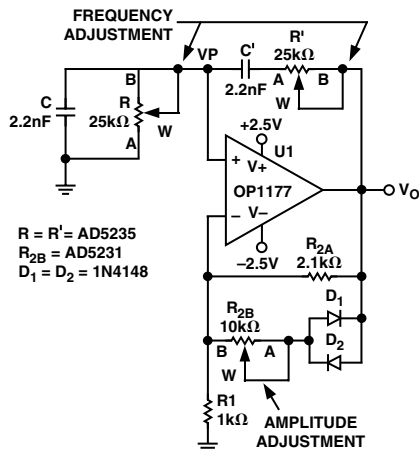 FREQUENCY
ADJUSTMENT
VP
C'
2.2nF
R'
25kΩ
A
B
W
C
2.2nF
B
R
25kΩ
A
W
+2.5V
U1
+
V+
OP1177
−
V−
−2.5V
VO
R = R' = AD5235
R2B = AD5231
D1 = D2 = 1N4148
R2A
2.1kΩ
R2B
10kΩ
B
A
W
D1
D2
R1
1kΩ
AMPLITUDE
ADJUSTMENT